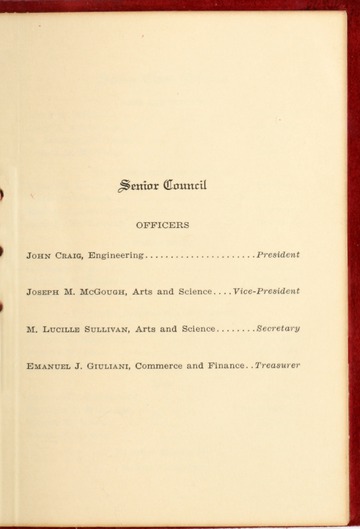 Senior Council
OFFICERS
John Craig, Engineering......................President
Joseph M. McGough, Arts and Science....Vice-President
M. Lucille Sullivan, Arts and Science........Secretary
Emanuel J. Giuliani, Commerce and Finance..Treasurer